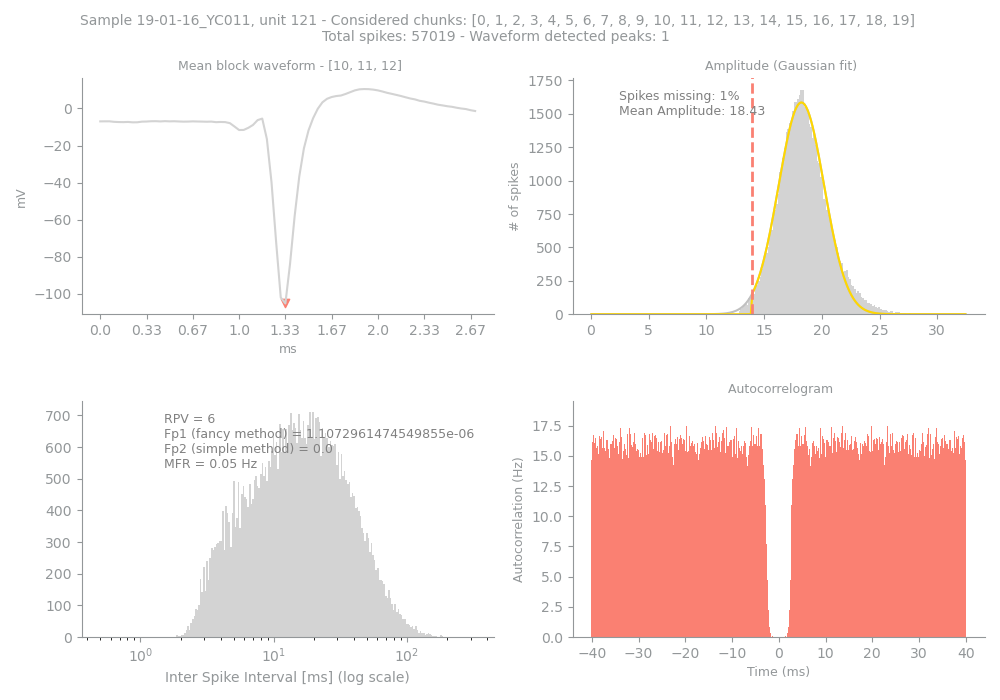 Sample 19-01-16_YC011, unit 121 - Considered chunks: [0, 1, 2, 3, 4, 5, 6, 7, 8, 9, 10, 11, 12, 13, 14, 15, 16, 17, 18, 19]
Total spikes: 57019 - Waveform detected peaks: 1
Mean block waveform - [10, 11, 12]
0
−20
−40
−60
−80
−100
mV
0.0 0.33 0.67 1.0 1.33 1.67 2.0 2.33 2.67
ms
Amplitude (Gaussian fit)
Spikes missing: 1%
Mean Amplitude: 18.43
1750
1500
1250
1000
750
500
250
0
# of spikes
0 5 10 15 20 25 30
RPV = 6
Fp1 (fancy method) = 1.1072961474549855e-06
Fp2 (simple method) = 0.0
MFR = 0.05 Hz
700
600
500
400
300
200
100
0
10⁰ 10¹ 10²
Inter Spike Interval [ms] (log scale)
Autocorrelogram
17.5
15.0
12.5
10.0
7.5
5.0
2.5
0.0
Autocorrelation (Hz)
−40 −30 −20 −10 0 10 20 30 40
Time (ms)